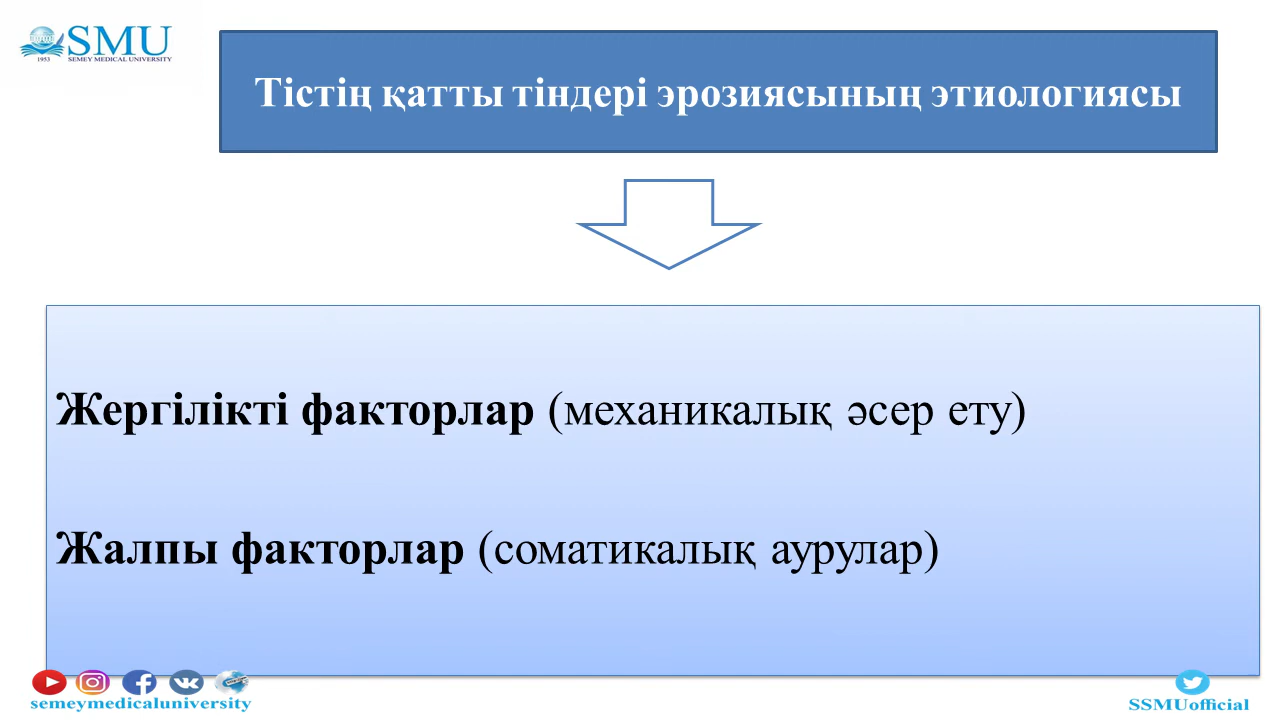 SMU
1953 SEMEY MEDICAL UNIVERSITY
Тістің қатты тіндері эрозиясының этиологиясы
Жергілікті факторлар (механикалық әсер ету)
Жалпы факторлар (соматикалық аурулар)
semeymedicaluniversity
SSMUofficial